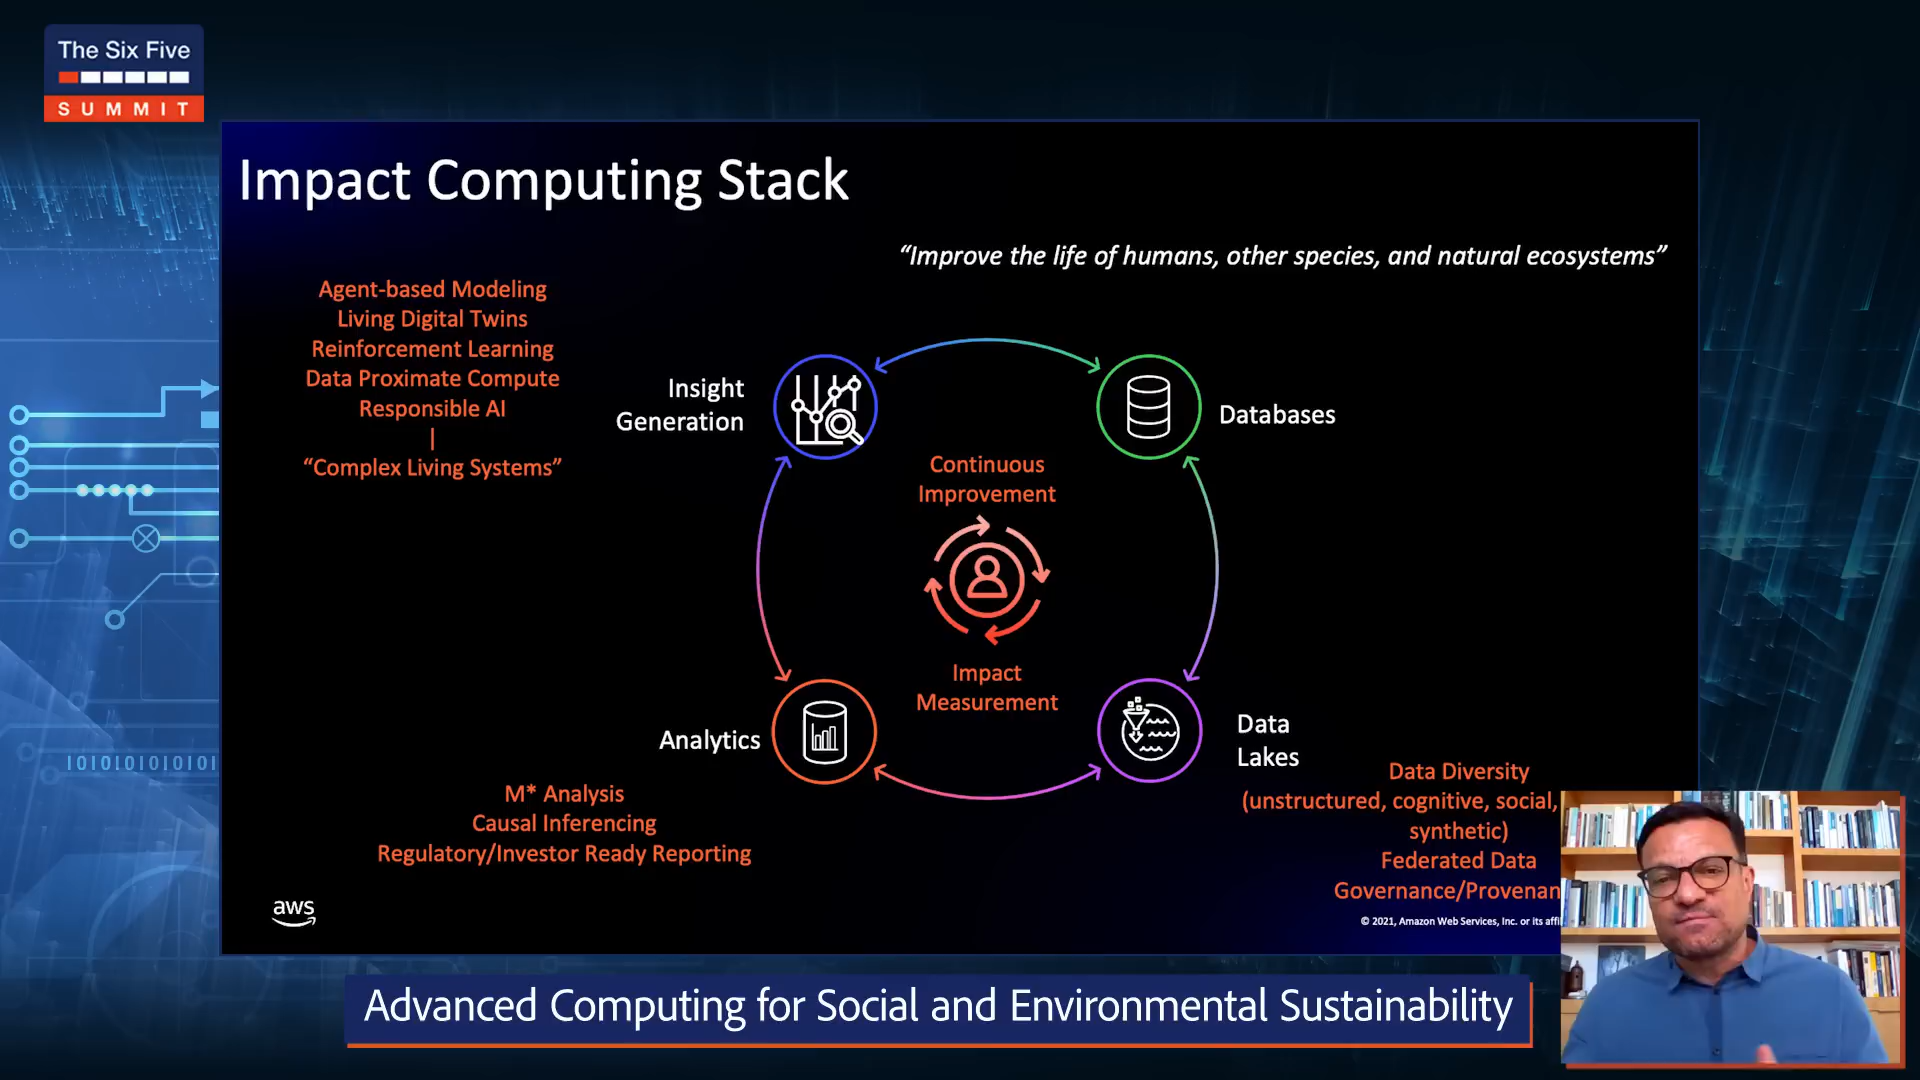 The Six Five
SUMMIT
Impact Computing Stack
“Improve the life of humans, other species, and natural ecosystems”
Agent-based Modeling
Living Digital Twins
Reinforcement Learning
Data Proximate Compute
Responsible AI
|
“Complex Living Systems”
Insight
Generation
Databases
Continuous
Improvement
Impact
Measurement
Analytics
Data
Lakes
M* Analysis
Causal Inferencing
Regulatory/Investor Ready Reporting
Data Diversity
(unstructured, cognitive, social,
synthetic)
Federated Data
Governance/Provenan
aws
© 2021, Amazon Web Services, Inc. or its affi
101010101010
Advanced Computing for Social and Environmental Sustainability